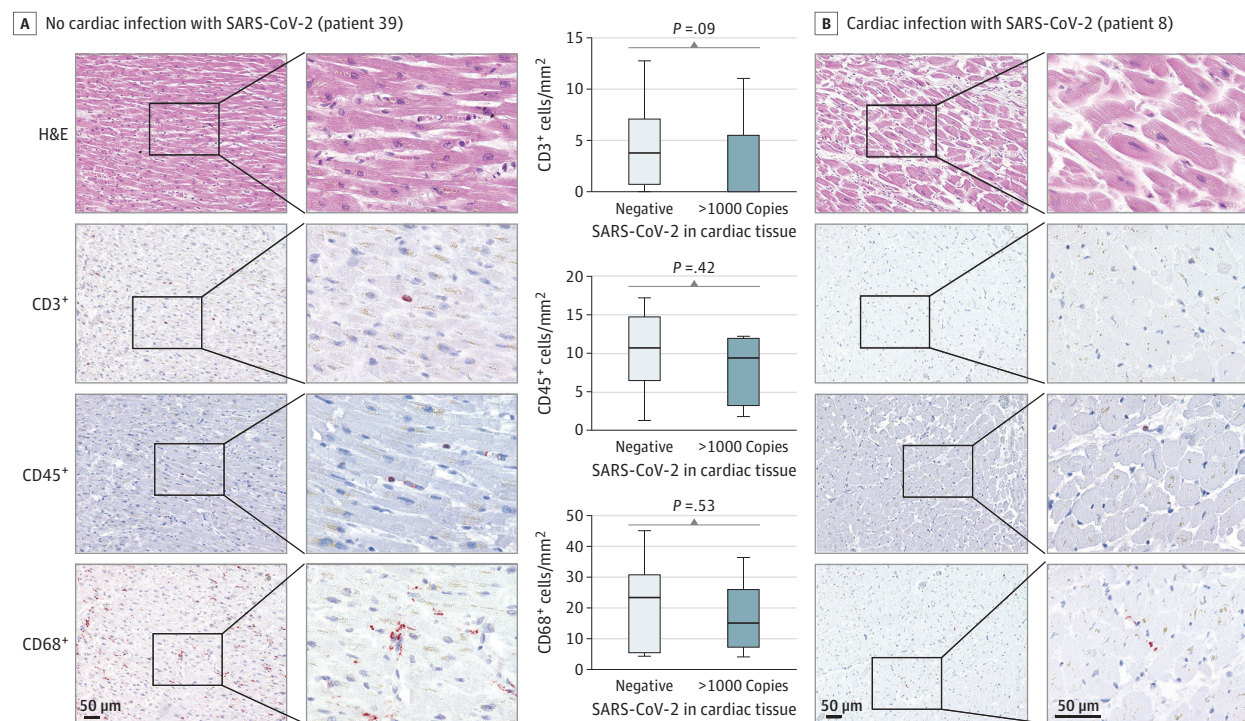 A No cardiac infection with SARS-CoV-2 (patient 39)
H&E
CD3+
CD45+
CD68+
50 µm
P =.09
CD3+ cells/mm2
15
10
5
0
Negative >1000 Copies
SARS-CoV-2 in cardiac tissue
P =.42
CD45+ cells/mm2
20
15
10
5
0
Negative >1000 Copies
SARS-CoV-2 in cardiac tissue
P =.53
CD68+ cells/mm2
50
40
30
20
10
0
Negative >1000 Copies
SARS-CoV-2 in cardiac tissue
B Cardiac infection with SARS-CoV-2 (patient 8)
50 µm
50 µm